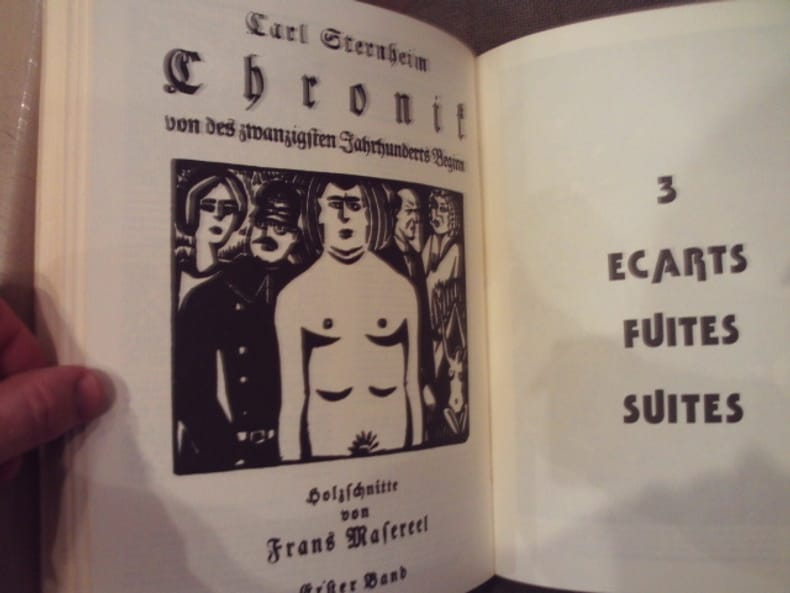 Carl Sternheim
Chronik
von des zwanzigsten Jahrhunderts Beginn
Holzschnitte
von
Frans Masereel
Erster Band
3
ECARTS
FUITES
SUITES